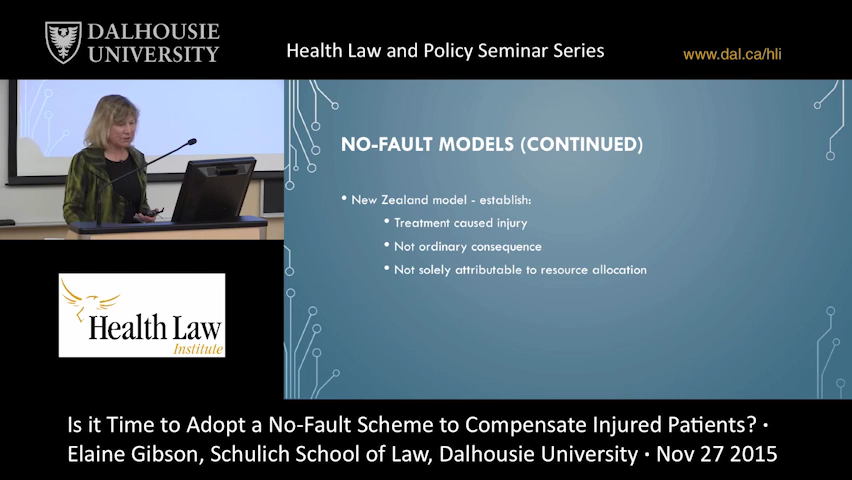 DALHOUSIE
UNIVERSITY
Health Law and Policy Seminar Series
www.dal.ca/hli
NO-FAULT MODELS (CONTINUED)
• New Zealand model - establish:
• Treatment caused injury
• Not ordinary consequence
• Not solely attributable to resource allocation
Health Law
Institute
Is it Time to Adopt a No-Fault Scheme to Compensate Injured Patients? ·
Elaine Gibson, Schulich School of Law, Dalhousie University · Nov 27 2015